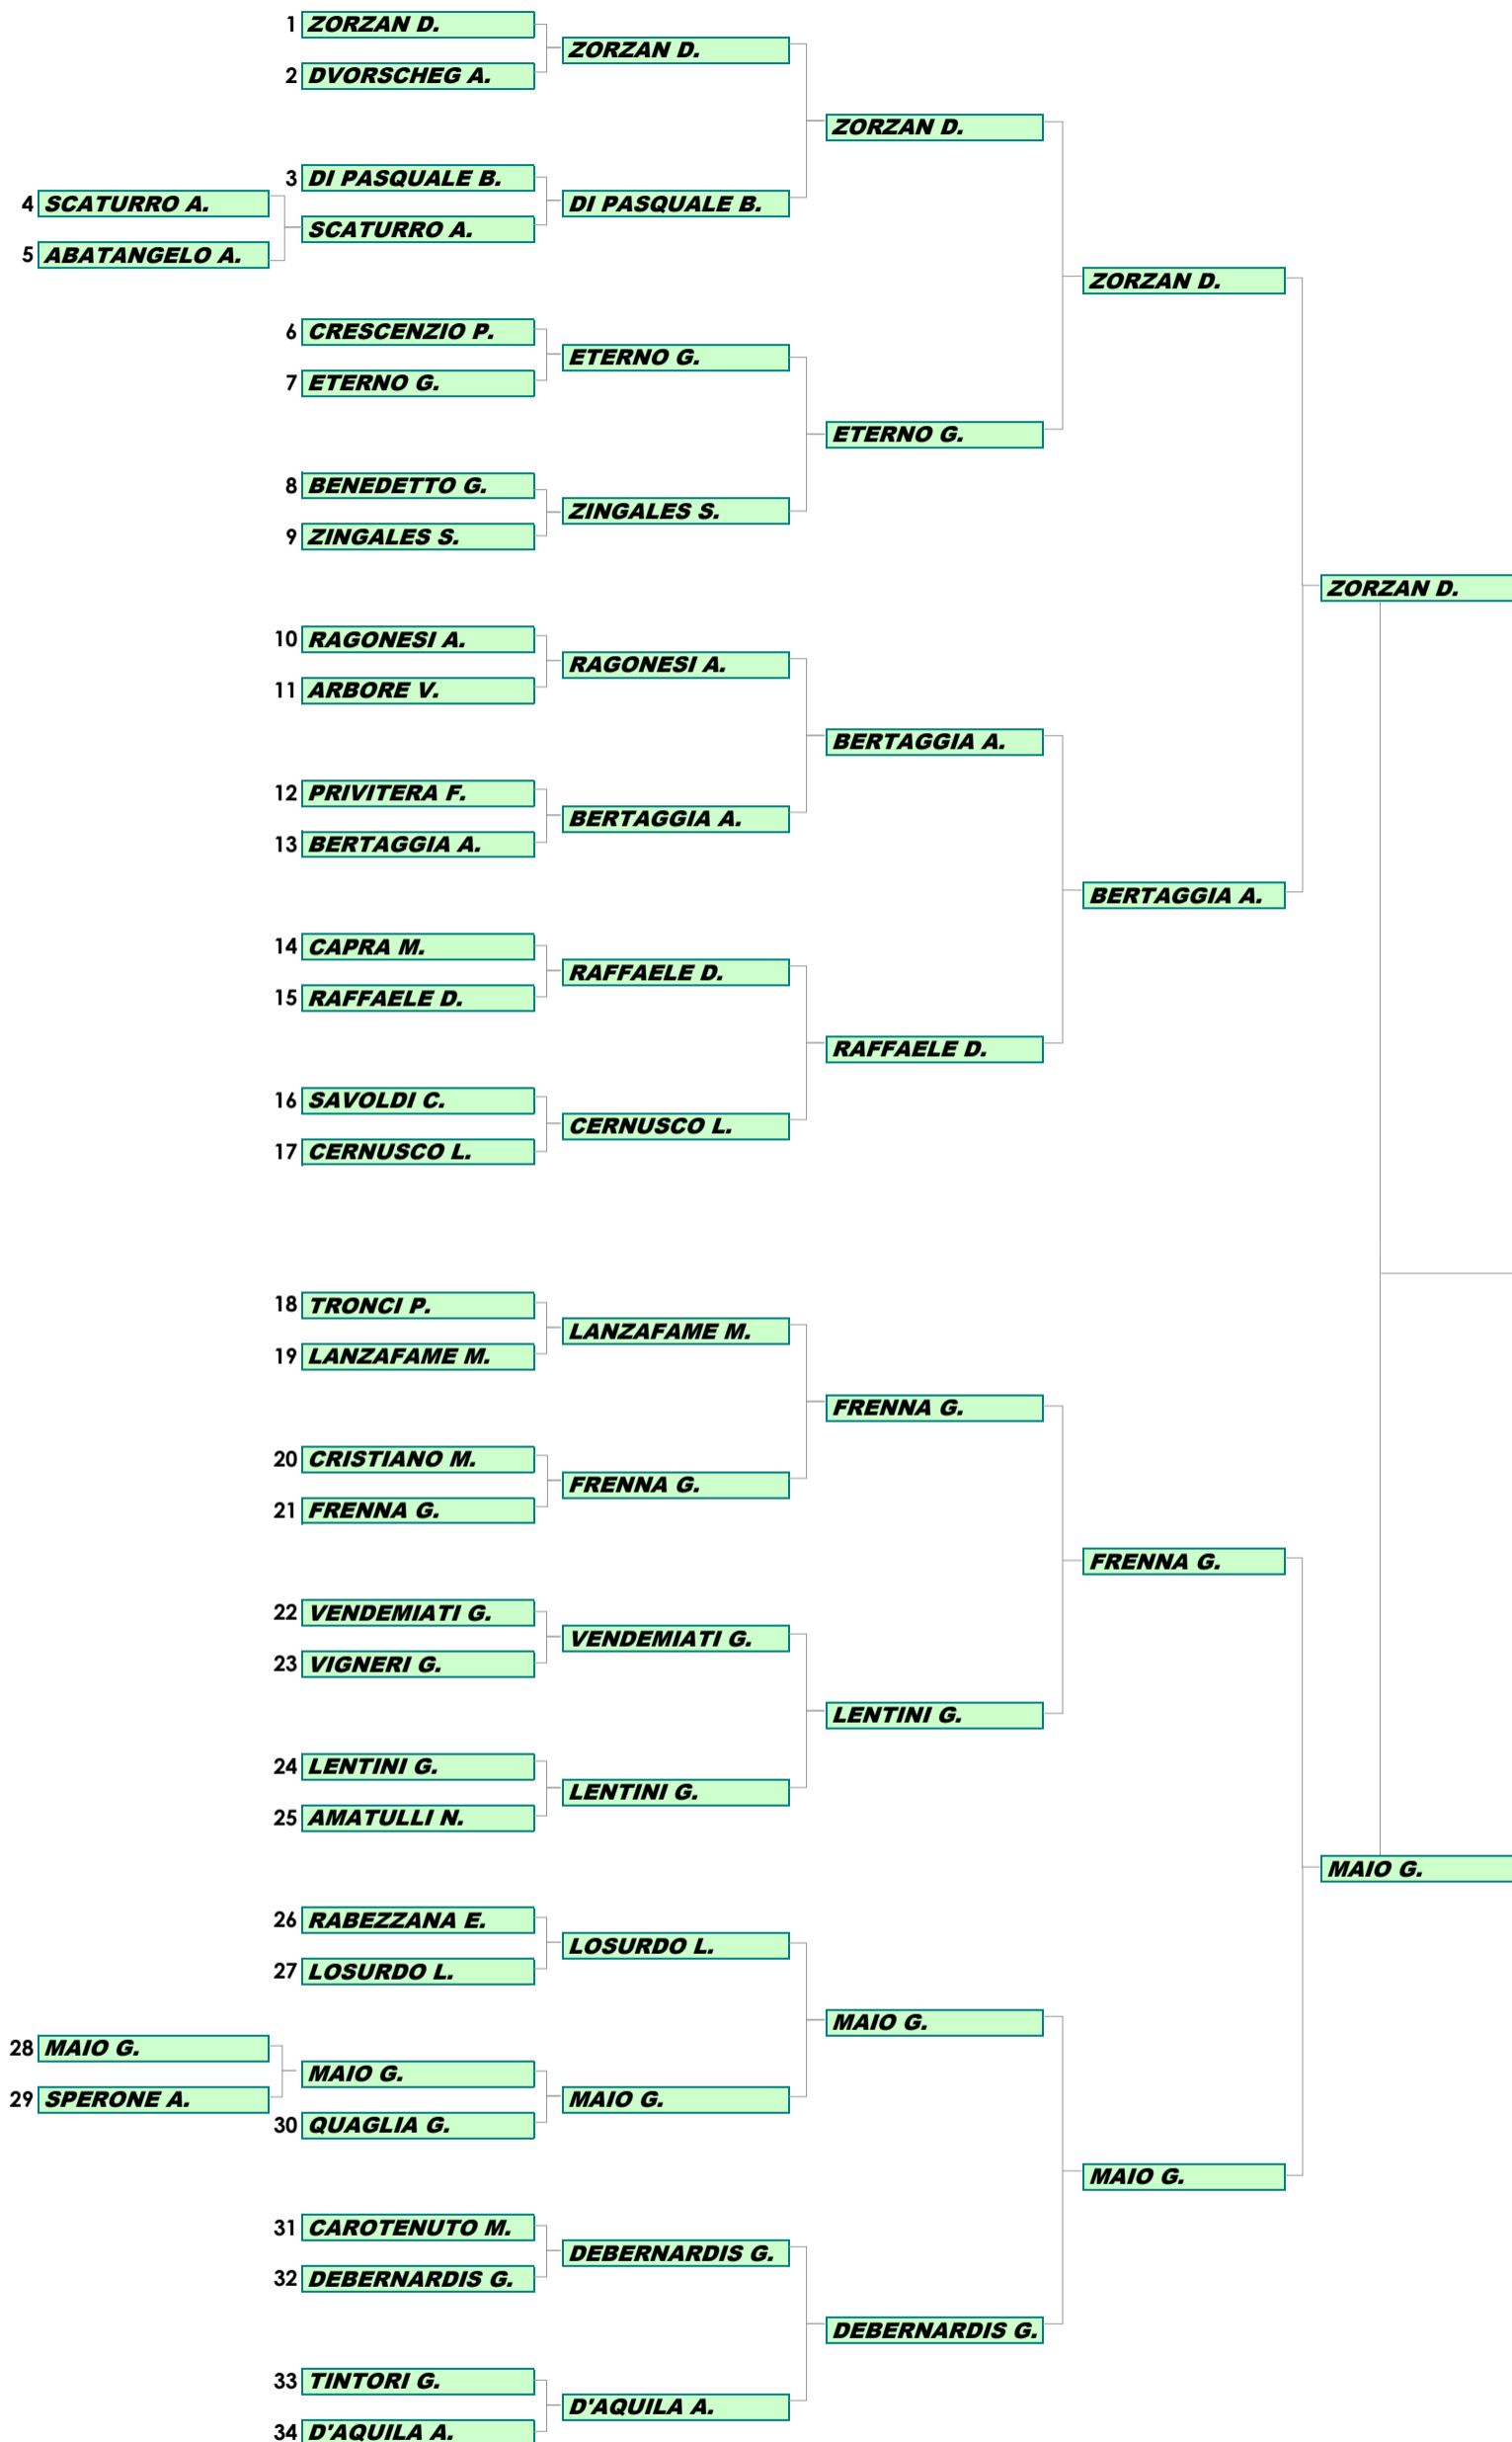 1 ZORZAN D.
ZORZAN D.
2 DVORSCHEG A.
ZORZAN D.
3 DI PASQUALE B.
4 SCATURRO A.
DI PASQUALE B.
SCATURRO A.
5 ABATANGELO A.
ZORZAN D.
6 CRESCENZIO P.
ETERNO G.
7 ETERNO G.
ETERNO G.
8 BENEDETTO G.
ZINGALES S.
9 ZINGALES S.
ZORZAN D.
10 RAGONESI A.
RAGONESI A.
11 ARBORE V.
BERTAGGIA A.
12 PRIVITERA F.
BERTAGGIA A.
13 BERTAGGIA A.
BERTAGGIA A.
14 CAPRA M.
RAFFAELE D.
15 RAFFAELE D.
RAFFAELE D.
16 SAVOLDI C.
CERNUSCO L.
17 CERNUSCO L.
18 TRONCI P.
LANZAFAME M.
19 LANZAFAME M.
FRENNA G.
20 CRISTIANO M.
FRENNA G.
21 FRENNA G.
FRENNA G.
22 VENDEMIATI G.
VENDEMIATI G.
23 VIGNERI G.
LENTINI G.
24 LENTINI G.
LENTINI G.
25 AMATULLI N.
MAIO G.
26 RABEZZANA E.
LOSURDO L.
27 LOSURDO L.
MAIO G.
28 MAIO G.
MAIO G.
29 SPERONE A.
MAIO G.
30 QUAGLIA G.
MAIO G.
31 CAROTENUTO M.
DEBERNARDIS G.
32 DEBERNARDIS G.
DEBERNARDIS G.
33 TINTORI G.
D'AQUILA A.
34 D'AQUILA A.